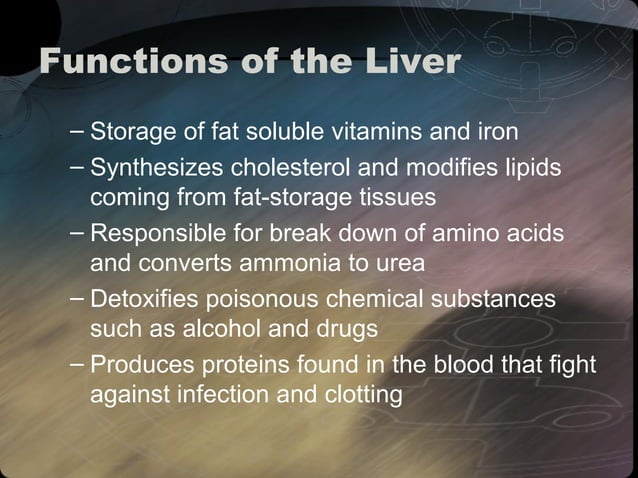 Functions of the Liver
– Storage of fat soluble vitamins and iron
– Synthesizes cholesterol and modifies lipids
coming from fat-storage tissues
– Responsible for break down of amino acids
and converts ammonia to urea
– Detoxifies poisonous chemical substances
such as alcohol and drugs
– Produces proteins found in the blood that fight
against infection and clotting